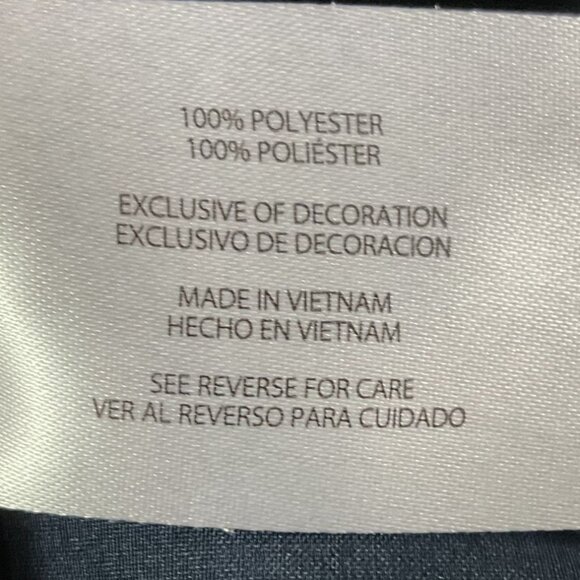 100% POLYESTER
100% POLIÉSTER
EXCLUSIVE OF DECORATION
EXCLUSIVO DE DECORACION
MADE IN VIETNAM
HECHO EN VIETNAM
SEE REVERSE FOR CARE
VER AL REVERSO PARA CUIDADO